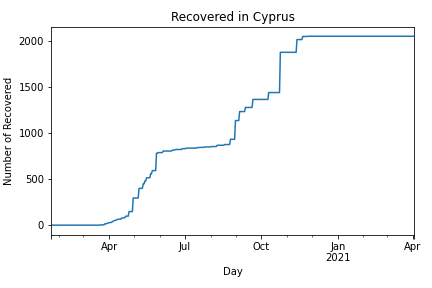 Recovered in Cyprus
Number of Recovered
2000
1500
1000
500
0
Apr
Jul
Oct
Jan
2021
Apr
Day